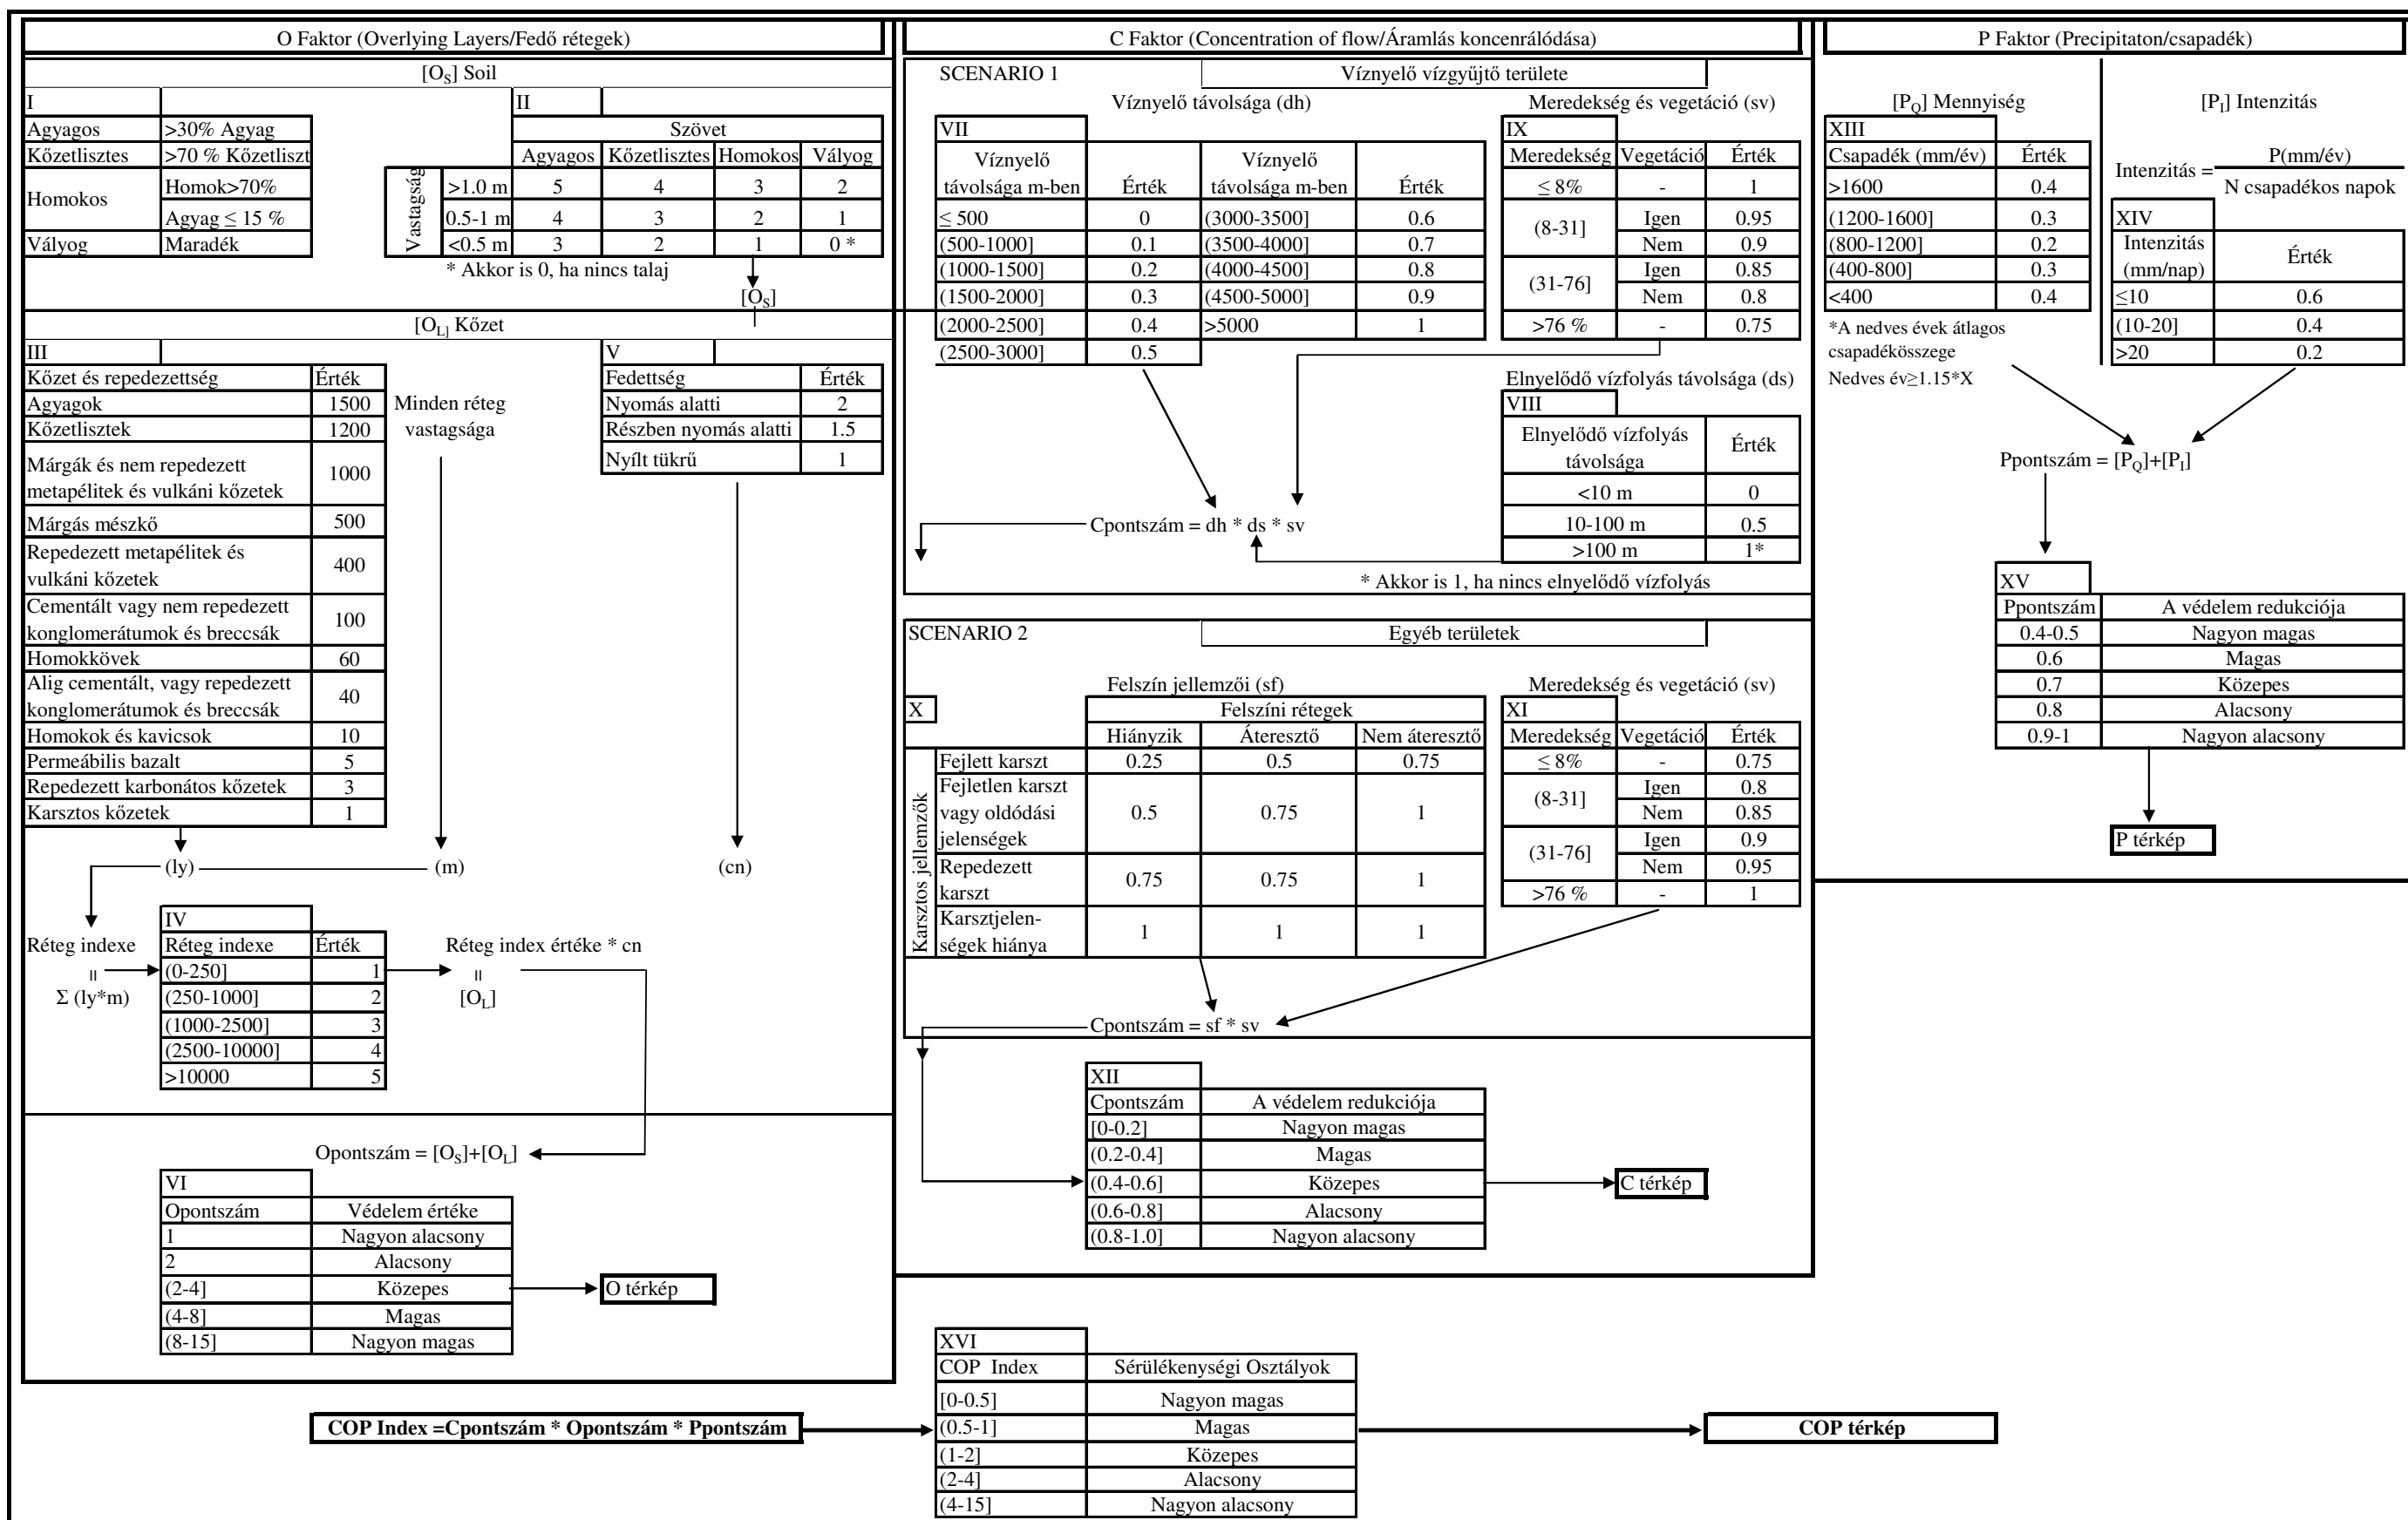 O Faktor (Overlying Layers/Fedő rétegek)
[OS] Soil
I
Agyagos >30% Agyag
Kőzetlisztes >70 % Kőzetliszt
Homokos Homok>70%
Agyag ≤ 15 %
Vályog Maradék
II
Szövet
Agyagos Kőzetlisztes Homokos Vályog
Vastagság
>1.0 m 5 4 3 2
0.5-1 m 4 3 2 1
<0.5 m 3 2 1 0 *
* Akkor is 0, ha nincs talaj
[OS]
[OL] Kőzet
III
Kőzet és repedezettség Érték
Agyagok 1500
Kőzetlisztek 1200
Márgák és nem repedezett
metapélitek és vulkáni kőzetek 1000
Márgás mészkő 500
Repedezett metapélitek és
vulkáni kőzetek 400
Cementált vagy nem repedezett
konglomerátumok és breccsák 100
Homokkövek 60
Alig cementált, vagy repedezett
konglomerátumok és breccsák 40
Homokok és kavicsok 10
Permeábilis bazalt 5
Repedezett karbonátos kőzetek 3
Karsztos kőzetek 1
Minden réteg
vastagsága
V
Fedettség Érték
Nyomás alatti 2
Részben nyomás alatti 1.5
Nyílt tükrű 1
(ly) (m) (cn)
Réteg indexe
=
Σ (ly*m)
IV
Réteg indexe Érték
(0-250] 1
(250-1000] 2
(1000-2500] 3
(2500-10000] 4
>10000 5
Réteg index értéke * cn
=
[OL]
Opontszám = [OS]+[OL]
VI
Opontszám Védelem értéke
1 Nagyon alacsony
2 Alacsony
(2-4] Közepes
(4-8] Magas
(8-15] Nagyon magas
O térkép
C Faktor (Concentration of flow/Áramlás koncenrálódása)
SCENARIO 1 Víznyelő vízgyűjtő területe
Víznyelő távolsága (dh)
VII
Víznyelő távolsága m-ben Érték Víznyelő távolsága m-ben Érték
≤ 500 0 (3000-3500] 0.6
(500-1000] 0.1 (3500-4000] 0.7
(1000-1500] 0.2 (4000-4500] 0.8
(1500-2000] 0.3 (4500-5000] 0.9
(2000-2500] 0.4 >5000 1
(2500-3000] 0.5
Meredekség és vegetáció (sv)
IX
Meredekség Vegetáció Érték
≤ 8% - 1
(8-31] Igen 0.95
Nem 0.9
(31-76] Igen 0.85
Nem 0.8
>76 % - 0.75
Elnyelődő vízfolyás távolsága (ds)
VIII
Elnyelődő vízfolyás
távolsága Érték
<10 m 0
10-100 m 0.5
>100 m 1*
Cpontszám = dh * ds * sv
* Akkor is 1, ha nincs elnyelődő vízfolyás
SCENARIO 2 Egyéb területek
Felszín jellemzői (sf)
X
Felszíni rétegek
Hiányzik Áteresztő Nem áteresztő
Karsztos jellemzők
Fejlett karszt 0.25 0.5 0.75
Fejletlen karszt
vagy oldódási 0.5 0.75 1
jelenségek
Repedezett
karszt 0.75 0.75 1
Karsztjelen-
ségek hiánya 1 1 1
Meredekség és vegetáció (sv)
XI
Meredekség Vegetáció Érték
≤ 8% - 0.75
(8-31] Igen 0.8
Nem 0.85
(31-76] Igen 0.9
Nem 0.95
>76 % - 1
Cpontszám = sf * sv
XII
Cpontszám A védelem redukciója
[0-0.2] Nagyon magas
(0.2-0.4] Magas
(0.4-0.6] Közepes
(0.6-0.8] Alacsony
(0.8-1.0] Nagyon alacsony
C térkép
P Faktor (Precipitaton/csapadék)
[PQ] Mennyiség
XIII
Csapadék (mm/év) Érték
>1600 0.4
(1200-1600] 0.3
(800-1200] 0.2
(400-800] 0.3
<400 0.4
*A nedves évek átlagos
csapadékösszege
Nedves év≥1.15*X
[PI] Intenzitás
Intenzitás = P(mm/év)
N csapadékos napok
XIV
Intenzitás
(mm/nap) Érték
≤10 0.6
(10-20] 0.4
>20 0.2
Ppontszám = [PQ]+[PI]
XV
Ppontszám A védelem redukciója
0.4-0.5 Nagyon magas
0.6 Magas
0.7 Közepes
0.8 Alacsony
0.9-1 Nagyon alacsony
P térkép
COP Index =Cpontszám * Opontszám * Ppontszám
XVI
COP Index Sérülékenységi Osztályok
[0-0.5] Nagyon magas
(0.5-1] Magas
(1-2] Közepes
(2-4] Alacsony
(4-15] Nagyon alacsony
COP térkép